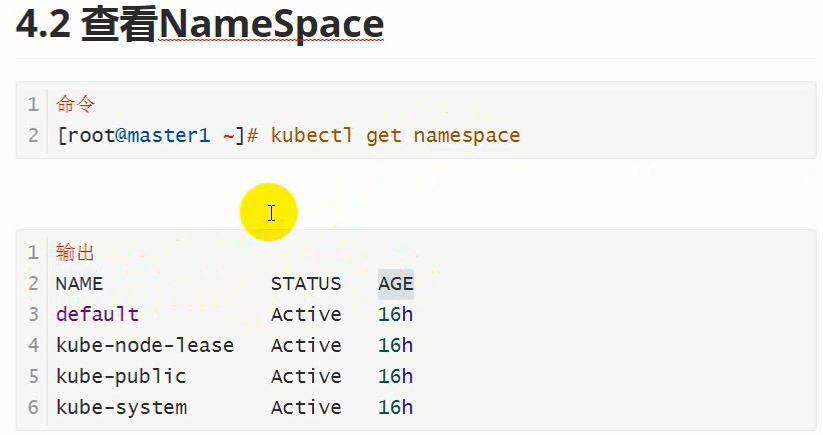 4.2 查看NameSpace
1 命令
2 [root@master1 ~]# kubectl get namespace
1 输出
2 NAME STATUS AGE
3 default Active 16h
4 kube-node-lease Active 16h
5 kube-public Active 16h
6 kube-system Active 16h